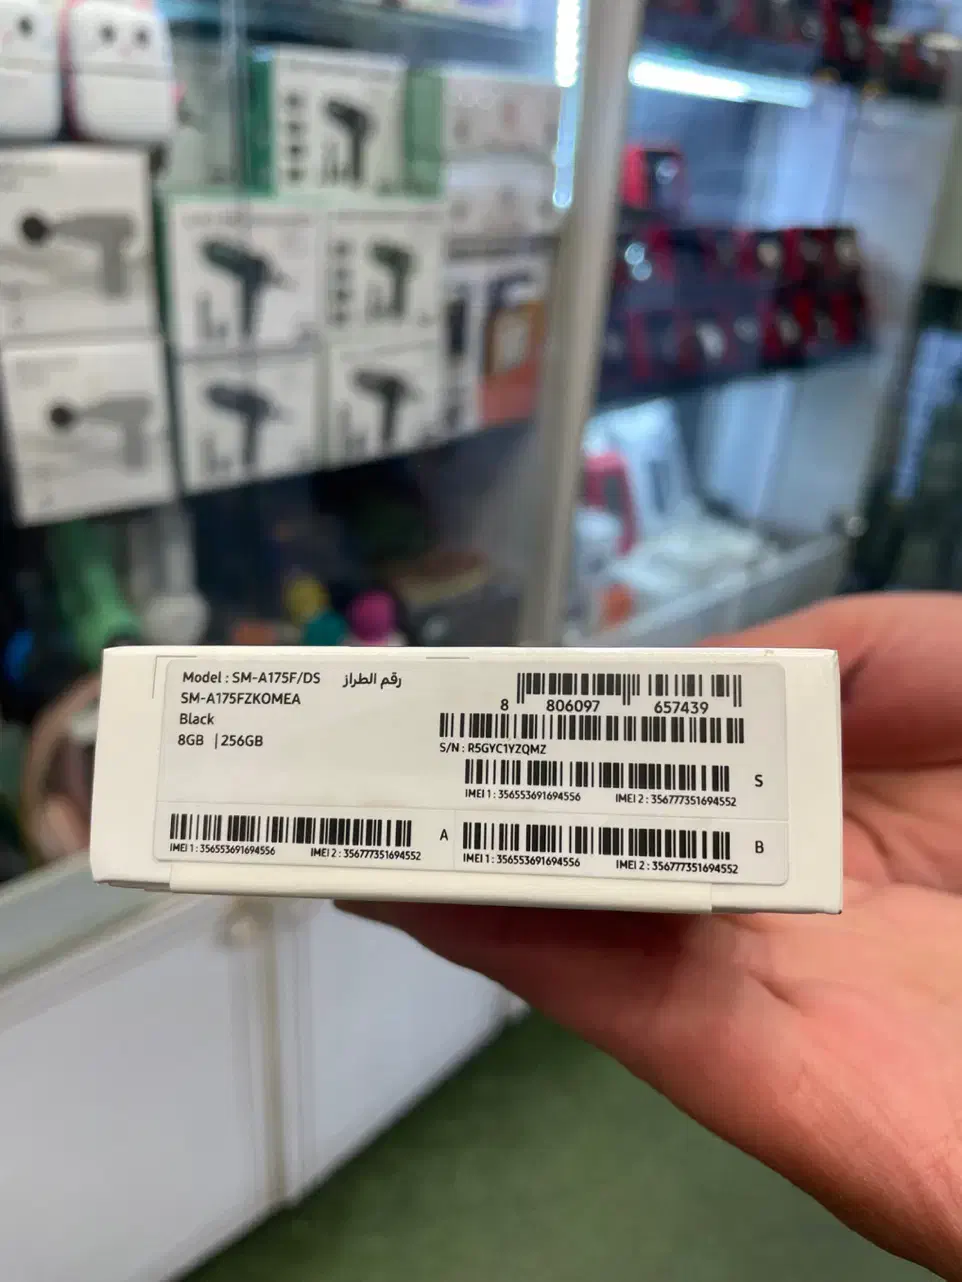 Model : SM-A175F/DS رقم الطراز
SM-A175FZKOMEA
Black
8GB | 256GB
8 806097 657439
S/N : R5GYC1YZQMZ
IMEI 1 : 356553691694556 IMEI 2 : 356777351694552
S
IMEI 1 : 356553691694556 IMEI 2 : 356777351694552
A
IMEI 1 : 356553691694556 IMEI 2 : 356777351694552
B